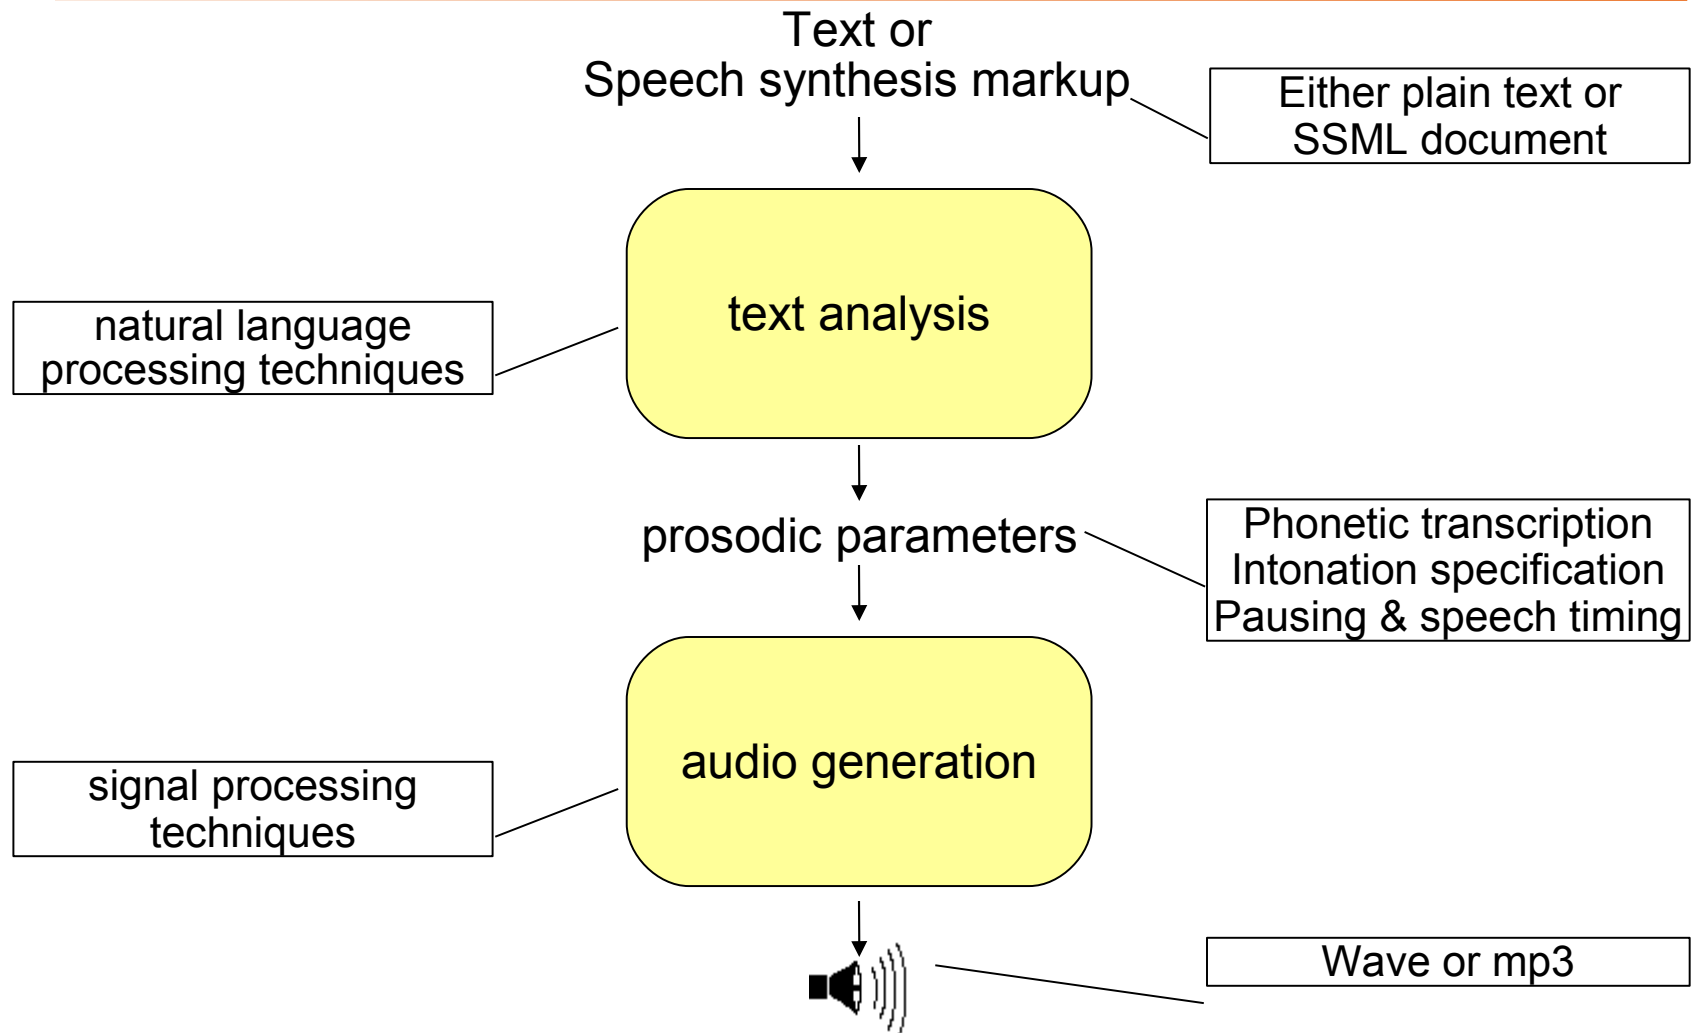 Text or
Speech synthesis markup
Either plain text or
SSML document
text analysis
natural language
processing techniques
prosodic parameters
Phonetic transcription
Intonation specification
Pausing & speech timing
audio generation
signal processing
techniques
Wave or mp3